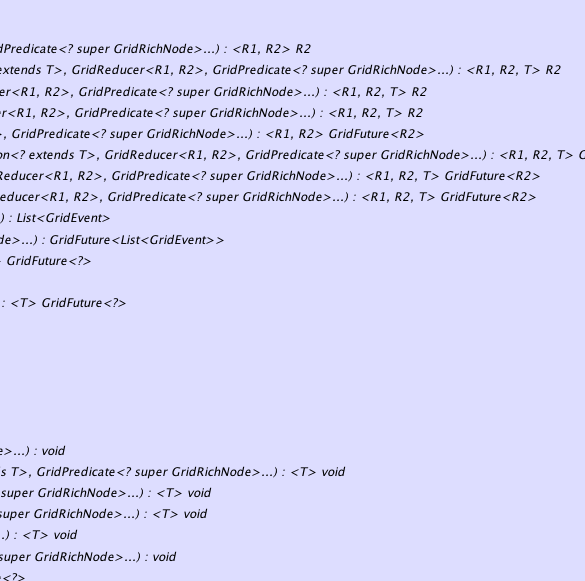 dPredicate<? super GridRichNode>...) : <R1, R2> R2
extends T>, GridReducer<R1, R2>, GridPredicate<? super GridRichNode>...) : <R1, R2, T> R2
er<R1, R2>, GridPredicate<? super GridRichNode>...) : <R1, R2, T> R2
r<R1, R2>, GridPredicate<? super GridRichNode>...) : <R1, R2, T> R2
>, GridPredicate<? super GridRichNode>...) : <R1, R2> GridFuture<R2>
on<? extends T>, GridReducer<R1, R2>, GridPredicate<? super GridRichNode>...) : <R1, R2, T> G
Reducer<R1, R2>, GridPredicate<? super GridRichNode>...) : <R1, R2, T> GridFuture<R2>
educer<R1, R2>, GridPredicate<? super GridRichNode>...) : <R1, R2, T> GridFuture<R2>
) : List<GridEvent>
de>...) : GridFuture<List<GridEvent>>
> GridFuture<?>
: <T> GridFuture<?>
e>...) : void
s T>, GridPredicate<? super GridRichNode>...) : <T> void
super GridRichNode>...) : <T> void
super GridRichNode>...) : <T> void
..) : <T> void
super GridRichNode>...) : void
e<?>